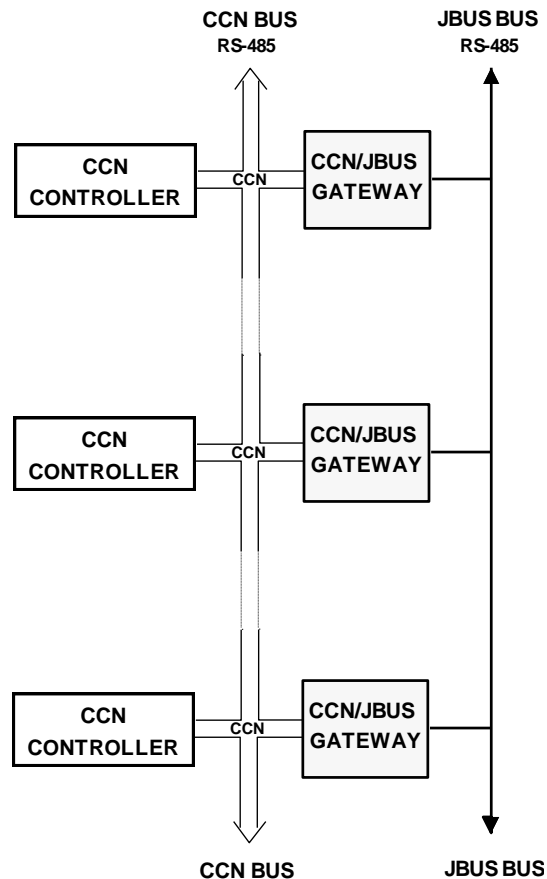 CCN BUS
RS-485
JBUS BUS
RS-485
CCN
CONTROLLER
CCN
CCN/JBUS
GATEWAY
CCN
CONTROLLER
CCN
CCN/JBUS
GATEWAY
CCN
CONTROLLER
CCN
CCN/JBUS
GATEWAY
CCN BUS
JBUS BUS